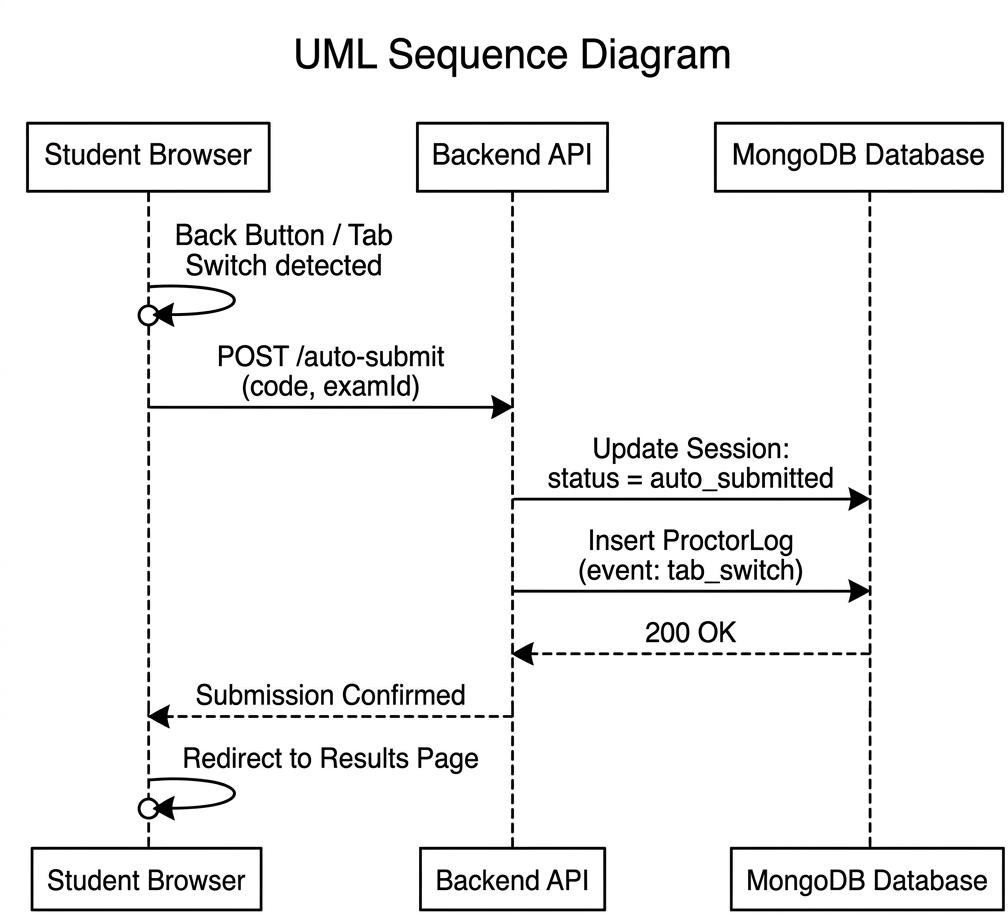 UML Sequence Diagram
Student Browser
Backend API
MongoDB Database
Back Button / Tab
Switch detected
POST /auto-submit
(code, examId)
Update Session:
status = auto_submitted
Insert ProctorLog
(event: tab_switch)
200 OK
Submission Confirmed
Redirect to Results Page
Student Browser
Backend API
MongoDB Database